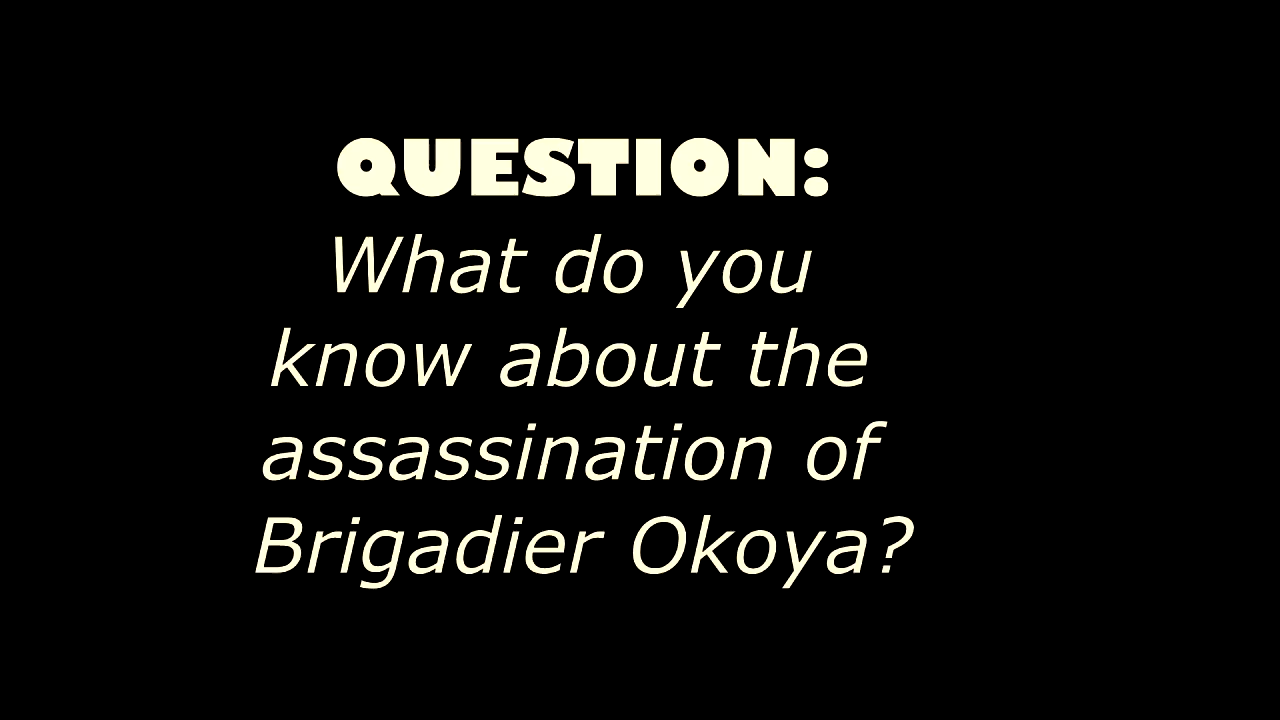 QUESTION:
What do you
know about the
assassination of
Brigadier Okoya?